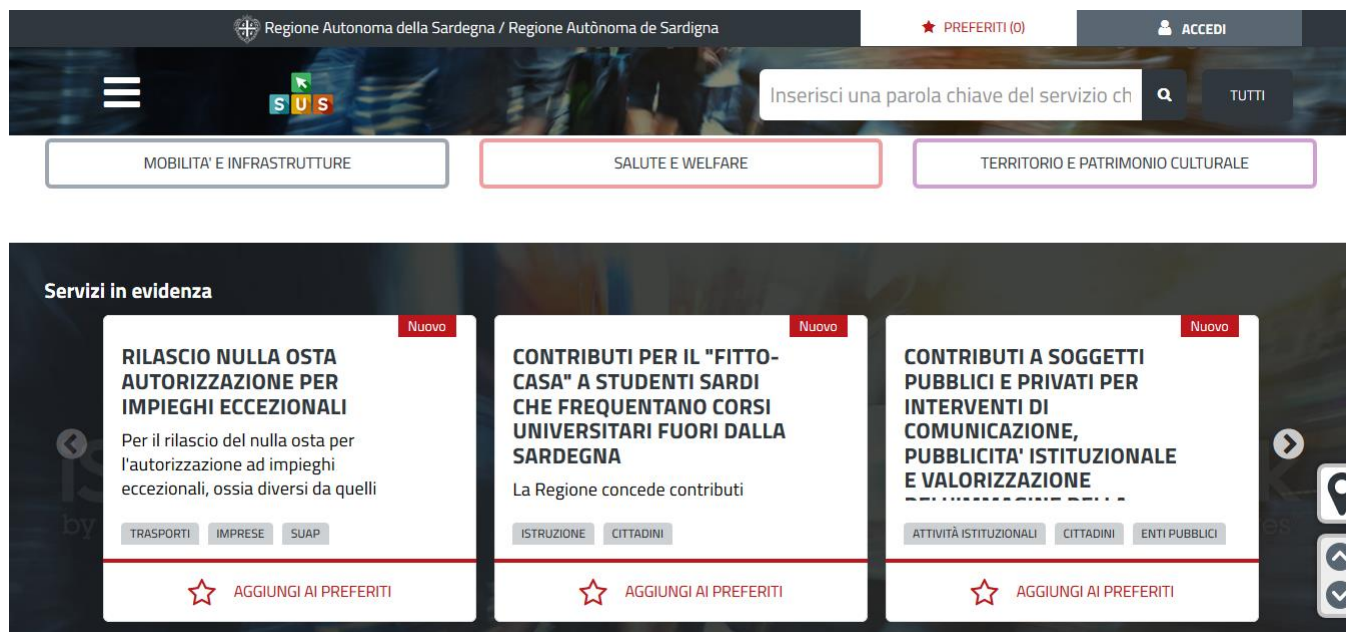 Regione Autonoma della Sardegna / Regione Autònoma de Sardigna
PREFERITI (0)
ACCEDI
SUS
Inserisci una parola chiave del servizio ch
TUTTI
MOBILITA' E INFRASTRUTTURE
SALUTE E WELFARE
TERRITORIO E PATRIMONIO CULTURALE
Servizi in evidenza
Nuovo
RILASCIO NULLA OSTA
AUTORIZZAZIONE PER
IMPIEGHI ECCEZIONALI
Per il rilascio del nulla osta per
l'autorizzazione ad impieghi
eccezionali, ossia diversi da quelli
TRASPORTI
IMPRESE
SUAP
AGGIUNGI AI PREFERITI
Nuovo
CONTRIBUTI PER IL "FITTO-
CASA" A STUDENTI SARDI
CHE FREQUENTANO CORSI
UNIVERSITARI FUORI DALLA
SARDEGNA
La Regione concede contributi
ISTRUZIONE
CITTADINI
AGGIUNGI AI PREFERITI
Nuovo
CONTRIBUTI A SOGGETTI
PUBBLICI E PRIVATI PER
INTERVENTI DI
COMUNICAZIONE,
PUBBLICITA' ISTITUZIONALE
E VALORIZZAZIONE
DELL'IMMAGINE DELLA
ATTIVITÀ ISTITUZIONALI
CITTADINI
ENTI PUBBLICI
AGGIUNGI AI PREFERITI
by